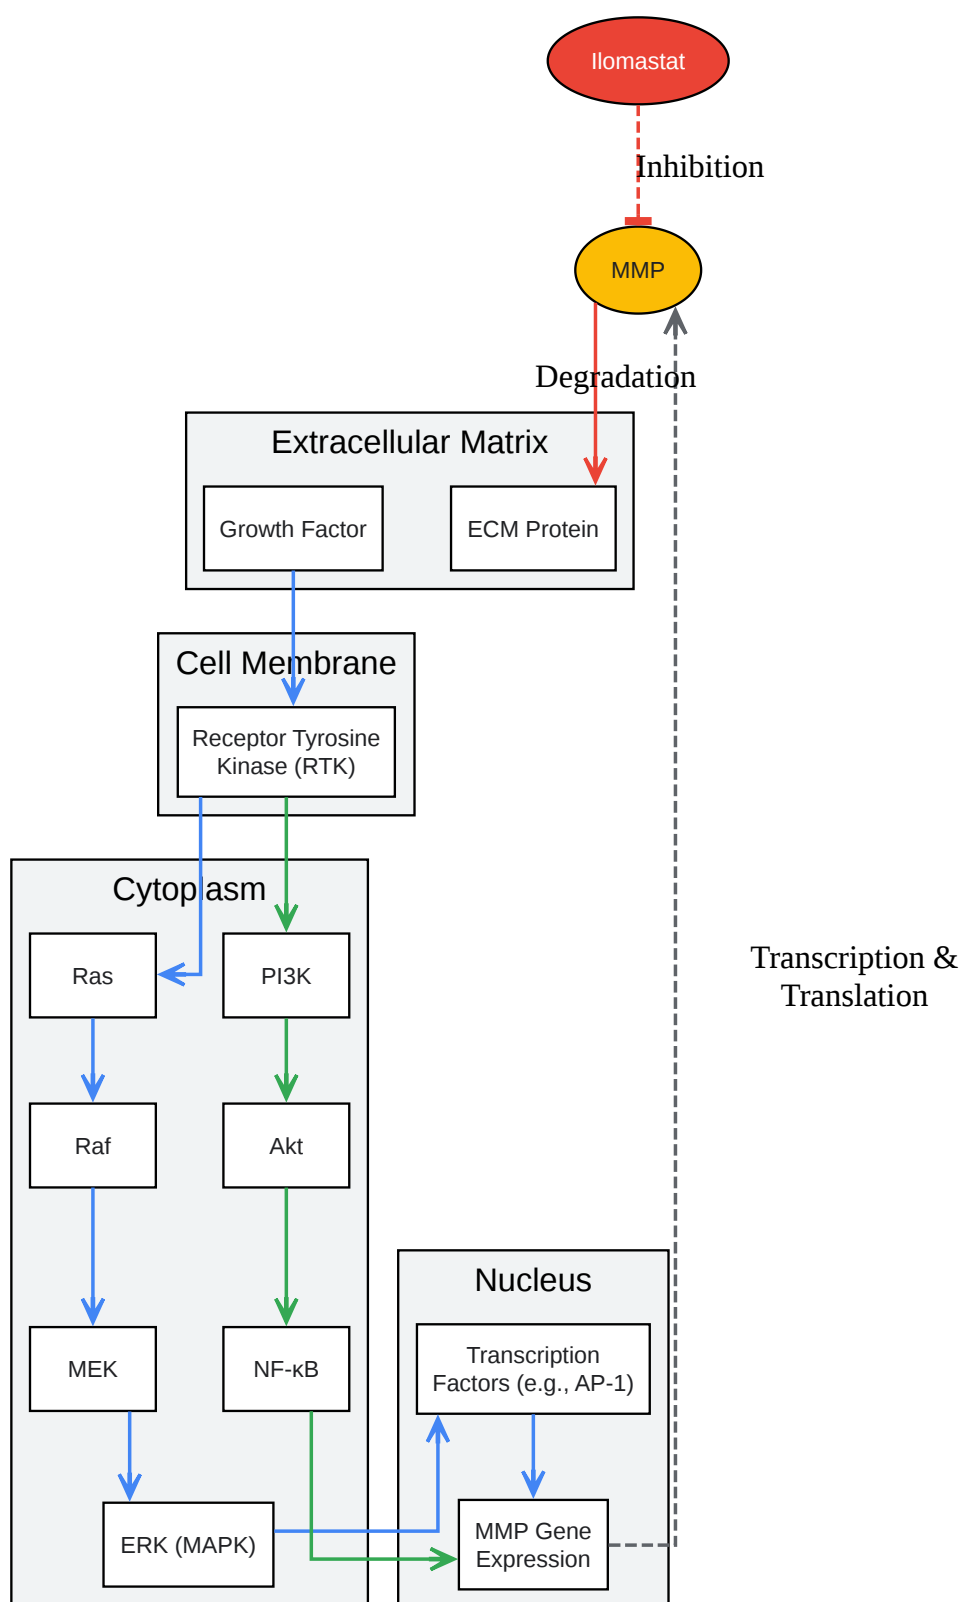 Ilomastat
Inhibition
MMP
Degradation
Extracellular Matrix
Growth Factor
ECM Protein
Cell Membrane
Receptor Tyrosine
Kinase (RTK)
Cytoplasm
Ras
PI3K
Transcription &
Translation
Raf
Akt
Nucleus
MEK
NF-κB
Transcription
Factors (e.g., AP-1)
ERK (MAPK)
MMP Gene
Expression